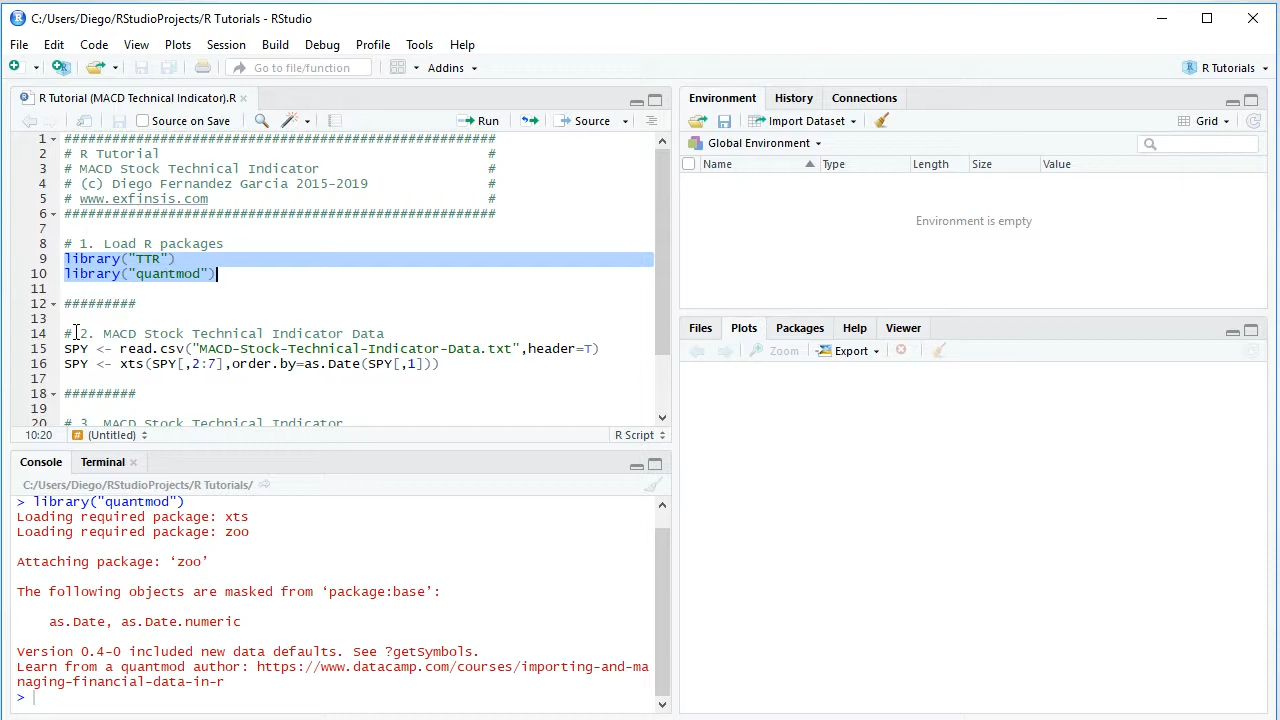 C:/Users/Diego/RStudioProjects/R Tutorials - RStudio
File Edit Code View Plots Session Build Debug Profile Tools Help
Go to file/function Addins R Tutorials
R Tutorial (MACD Technical Indicator).R
Source on Save Run Source
1 ######################################################
2 # R Tutorial #
3 # MACD Stock Technical Indicator #
4 # (c) Diego Fernandez Garcia 2015-2019 #
5 # www.exfinsis.com #
6 ######################################################
7
8 # 1. Load R packages
9 library("TTR")
10 library("quantmod")
11
12 #########
13
14 # 2. MACD Stock Technical Indicator Data
15 SPY <- read.csv("MACD-Stock-Technical-Indicator-Data.txt",header=T)
16 SPY <- xts(SPY[,2:7],order.by=as.Date(SPY[,1]))
17
18 #########
19
20 # 3. MACD Stock Technical Indicator
10:20 # (Untitled) R Script
Console Terminal
C:/Users/Diego/RStudioProjects/R Tutorials/
> library("quantmod")
Loading required package: xts
Loading required package: zoo
Attaching package: ‘zoo’
The following objects are masked from ‘package:base’:
as.Date, as.Date.numeric
Version 0.4-0 included new data defaults. See ?getSymbols.
Learn from a quantmod author: https://www.datacamp.com/courses/importing-and-ma
naging-financial-data-in-r
>
Environment History Connections
Import Dataset Grid
Global Environment
Name Type Length Size Value
Environment is empty
Files Plots Packages Help Viewer
Zoom Export